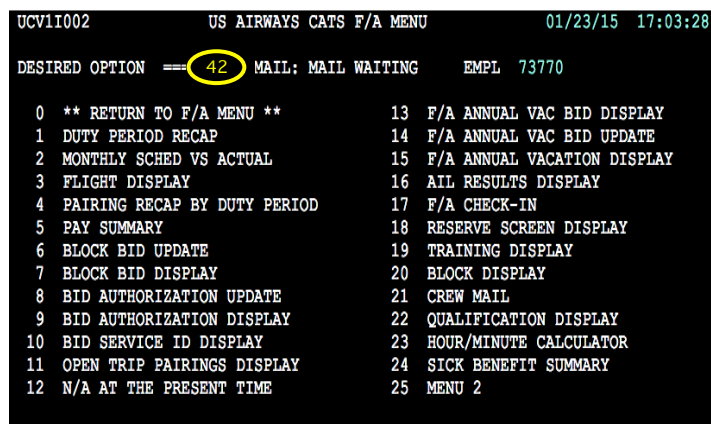 UCV1I002 US AIRWAYS CATS F/A MENU 01/23/15 17:03:28
DESIRED OPTION === 42 MAIL: MAIL WAITING EMPL 73770
0 ** RETURN TO F/A MENU ** 13 F/A ANNUAL VAC BID DISPLAY
1 DUTY PERIOD RECAP 14 F/A ANNUAL VAC BID UPDATE
2 MONTHLY SCHED VS ACTUAL 15 F/A ANNUAL VACATION DISPLAY
3 FLIGHT DISPLAY 16 AIL RESULTS DISPLAY
4 PAIRING RECAP BY DUTY PERIOD 17 F/A CHECK-IN
5 PAY SUMMARY 18 RESERVE SCREEN DISPLAY
6 BLOCK BID UPDATE 19 TRAINING DISPLAY
7 BLOCK BID DISPLAY 20 BLOCK DISPLAY
8 BID AUTHORIZATION UPDATE 21 CREW MAIL
9 BID AUTHORIZATION DISPLAY 22 QUALIFICATION DISPLAY
10 BID SERVICE ID DISPLAY 23 HOUR/MINUTE CALCULATOR
11 OPEN TRIP PAIRINGS DISPLAY 24 SICK BENEFIT SUMMARY
12 N/A AT THE PRESENT TIME 25 MENU 2